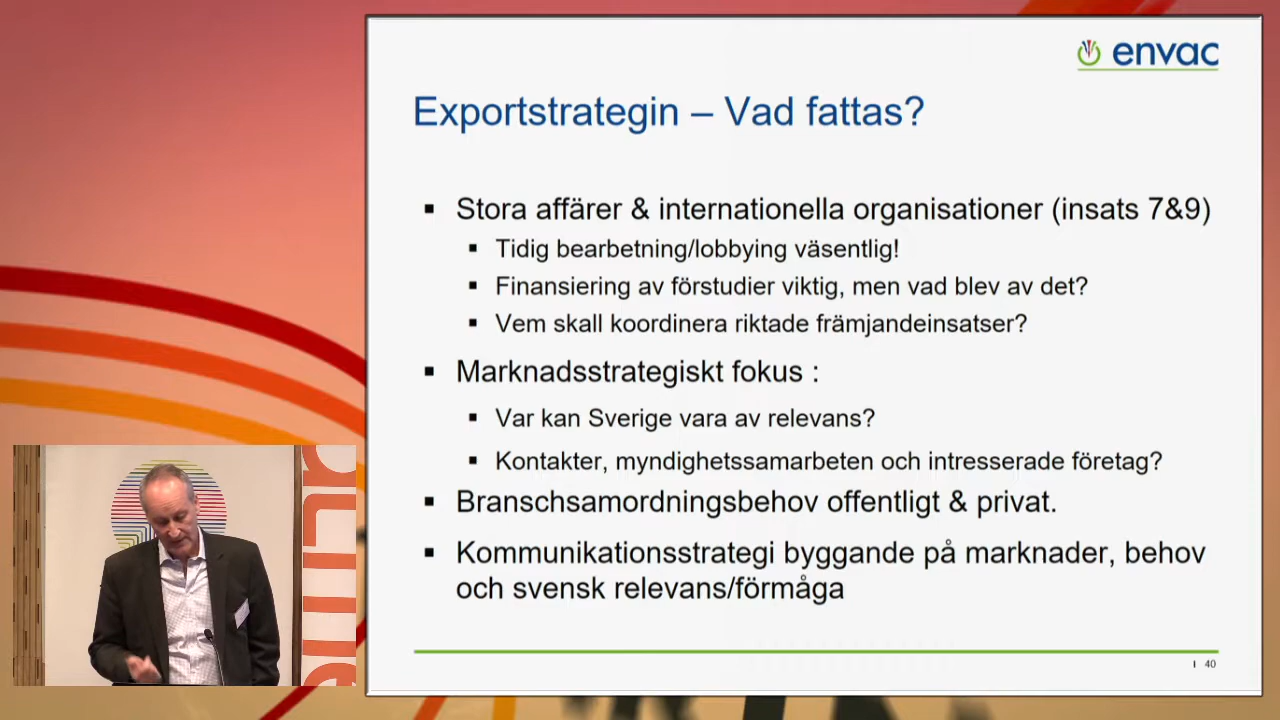 envac
Exportstrategin – Vad fattas?
▪ Stora affärer & internationella organisationer (insats 7&9)
▪ Tidig bearbetning/lobbying väsentlig!
▪ Finansiering av förstudier viktig, men vad blev av det?
▪ Vem skall koordinera riktade främjandeinsatser?
▪ Marknadsstrategiskt fokus :
▪ Var kan Sverige vara av relevans?
▪ Kontakter, myndighetssamarbeten och intresserade företag?
▪ Branschsamordningsbehov offentligt & privat.
▪ Kommunikationsstrategi byggande på marknader, behov
och svensk relevans/förmåga
I 40